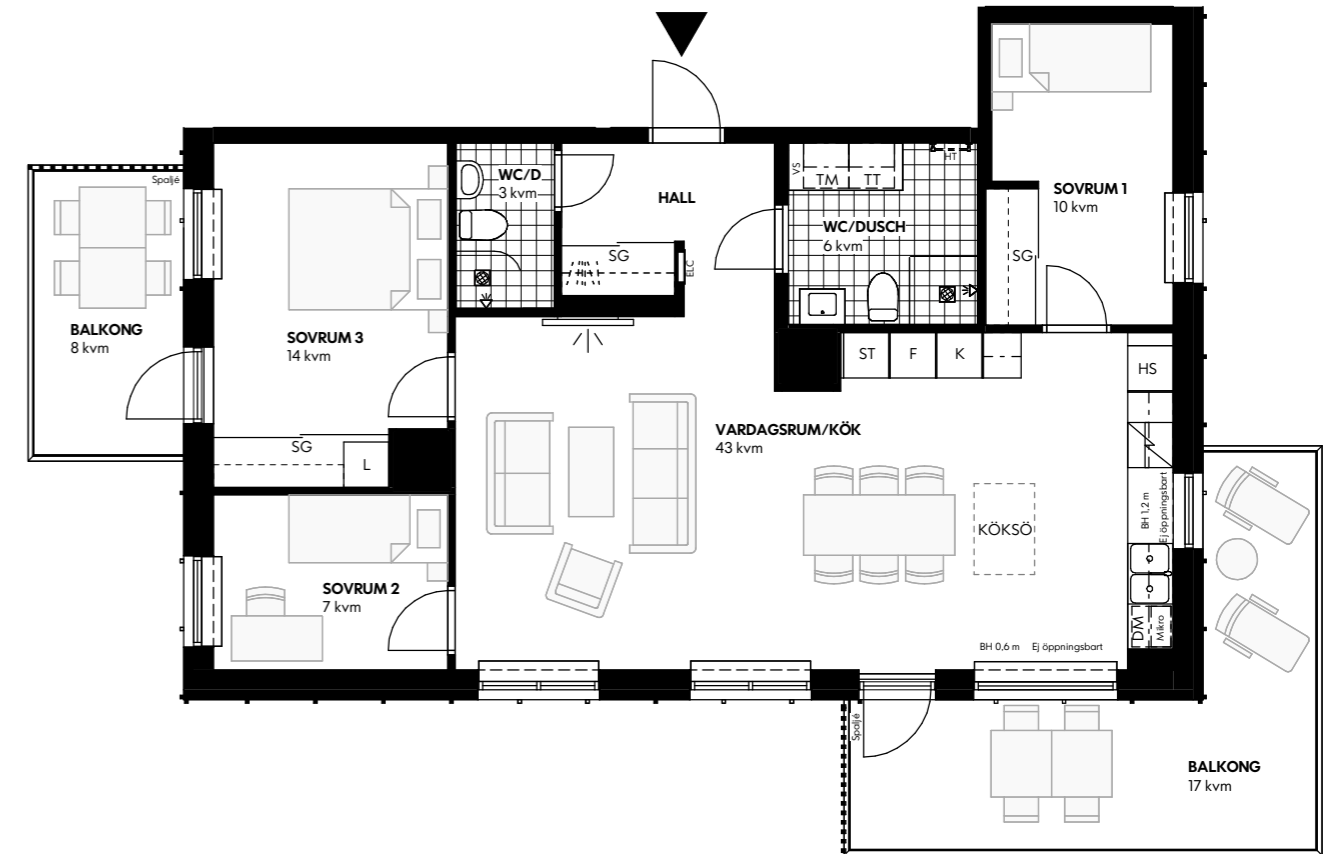 Spaljé
BALKONG
8 kvm
SOVRUM 3
14 kvm
SG
L
SOVRUM 2
7 kvm
WC/D
3 kvm
HALL
SG
ELC
VS
TM
TT
HT
WC/DUSCH
6 kvm
SOVRUM 1
10 kvm
SG
ST
F
K
HS
VARDAGSRUM/KÖK
43 kvm
KÖKSÖ
BH 1,2 m
Ej öppningsbart
DM
Mikro
BH 0,6 m Ej öppningsbart
Spaljé
BALKONG
17 kvm